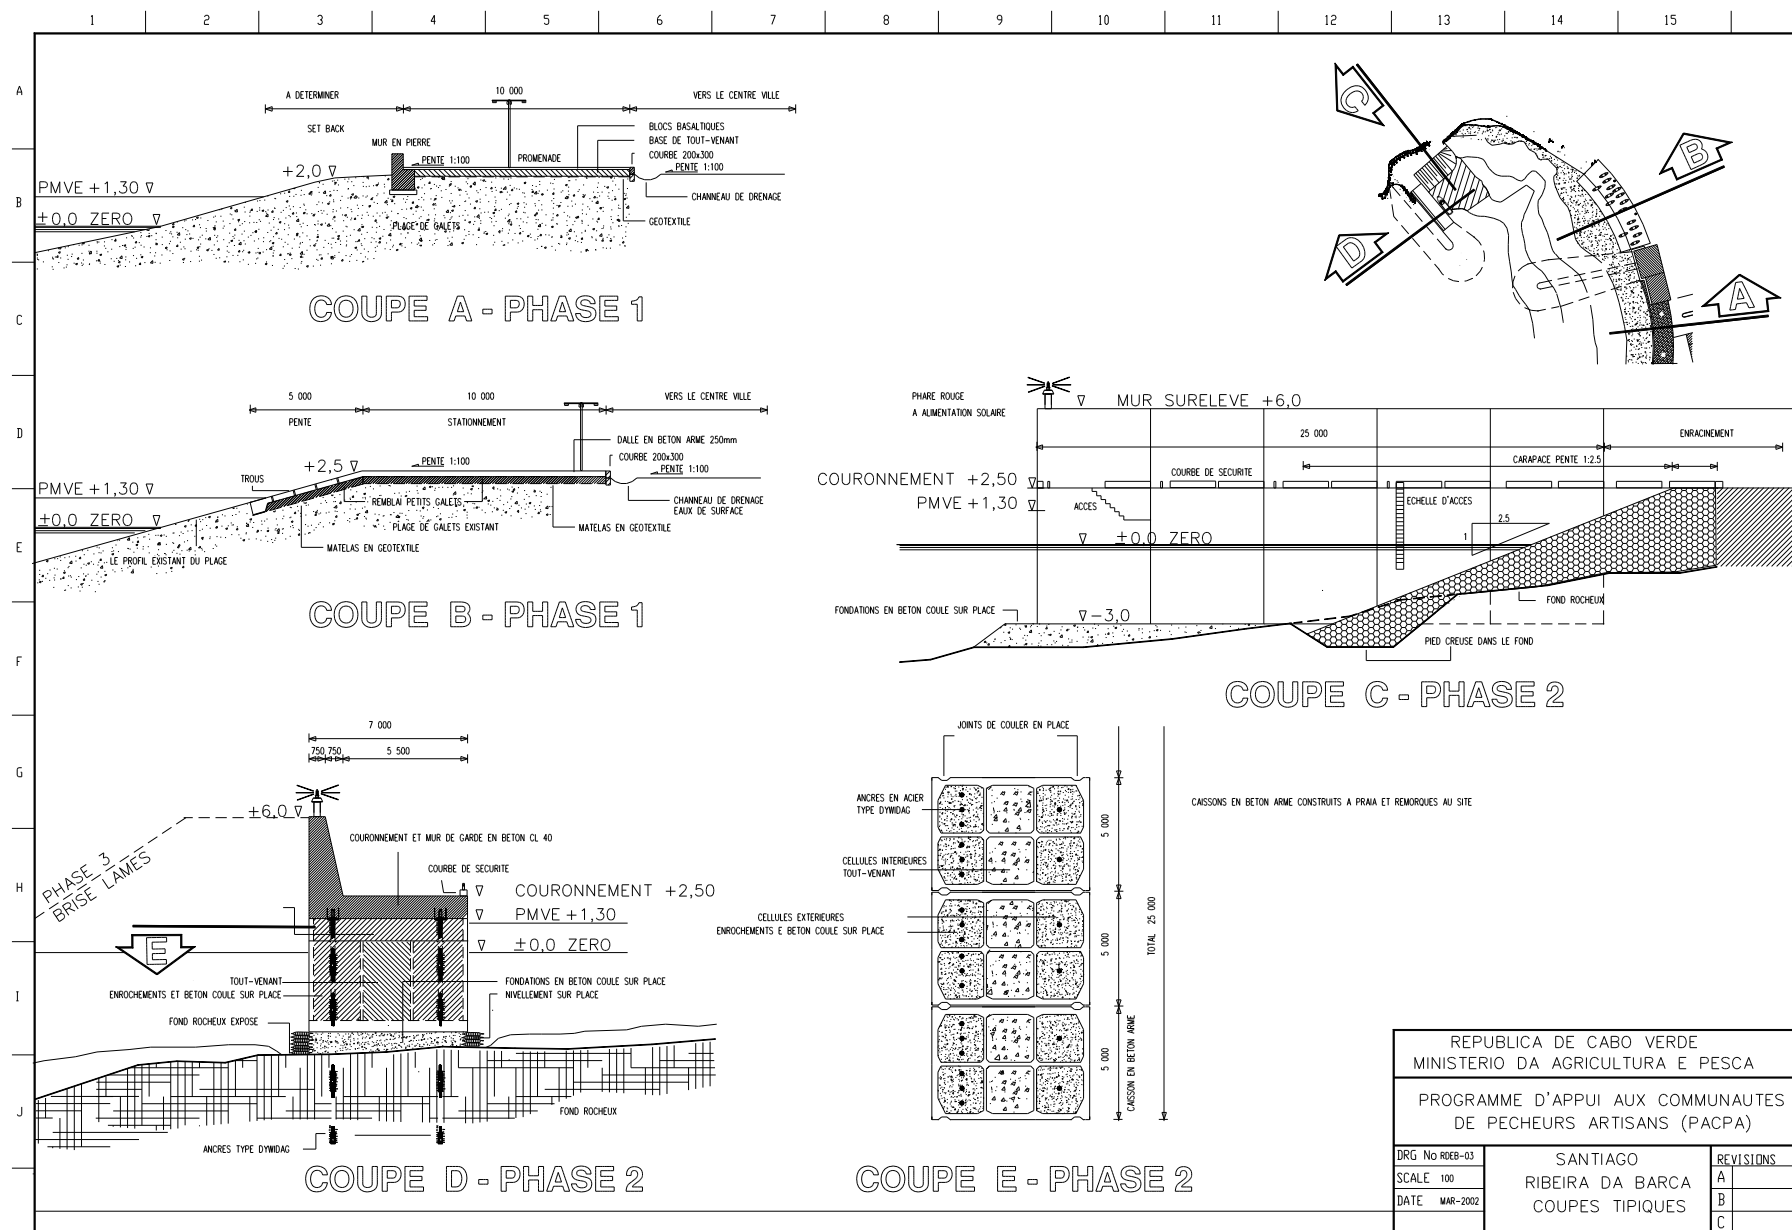 1 2 3 4 5 6 7 8 9 10 11 12 13 14 15
A
B
C
D
E
F
G
H
I
J
A DETERMINER
10 000
VERS LE CENTRE VILLE
SET BACK
MUR EN PIERRE
BLOCS BASALTIQUES
BASE DE TOUT-VENANT
PENTE 1:100
PROMENADE
COURBE 200x300
PENTE 1:100
+2,0
PMVE +1,30
CHANNEAU DE DRENAGE
±0,0 ZERO
PLAGE DE GALETS
GEOTEXTILE
COUPE A - PHASE 1
C
B
D
A
5 000
10 000
VERS LE CENTRE VILLE
PENTE
STATIONNEMENT
DALLE EN BETON ARME 250mm
PENTE 1:100
COURBE 200x300
+2,5
PENTE 1:100
TROUS
PMVE +1,30
REMBLAI PETITS GALETS
CHANNEAU DE DRENAGE
EAUX DE SURFACE
±0,0 ZERO
PLAGE DE GALETS EXISTANT
MATELAS EN GEOTEXTILE
MATELAS EN GEOTEXTILE
LE PROFIL EXISTANT DU PLAGE
COUPE B - PHASE 1
PHARE ROUGE
A ALIMENTATION SOLAIRE
MUR SURELEVE +6,0
25 000
ENRACINEMENT
CARAPACE PENTE 1:2.5
COURONNEMENT +2,50
COURBE DE SECURITE
PMVE +1,30
ACCES
ECHELLE D'ACCES
2.5
1
±0,0 ZERO
FONDATIONS EN BETON COULE SUR PLACE
-3,0
FOND ROCHEUX
PIED CREUSE DANS LE FOND
COUPE C - PHASE 2
7 000
750 750 5 500
+6,0
COURONNEMENT ET MUR DE GARDE EN BETON CL 40
PHASE 3
BRISE LAMES
COURBE DE SECURITE
COURONNEMENT +2,50
PMVE +1,30
E
±0,0 ZERO
TOUT-VENANT
FONDATIONS EN BETON COULE SUR PLACE
ENROCHEMENTS ET BETON COULE SUR PLACE
NIVELLEMENT SUR PLACE
FOND ROCHEUX EXPOSE
FOND ROCHEUX
ANCRES TYPE DYWIDAG
COUPE D - PHASE 2
JOINTS DE COULER EN PLACE
ANCRES EN ACIER
TYPE DYWIDAG
CAISSONS EN BETON ARME CONSTRUITS A PRAIA ET REMORQUES AU SITE
5 000
CELLULES INTERIEURES
TOUT-VENANT
CELLULES EXTERIEURES
ENROCHEMENTS E BETON COULE SUR PLACE
5 000
TOTAL 25 000
5 000
CAISSON EN BETON ARME
COUPE E - PHASE 2
REPUBLICA DE CABO VERDE
MINISTERIO DA AGRICULTURA E PESCA
PROGRAMME D'APPUI AUX COMMUNAUTES
DE PECHEURS ARTISANS (PACPA)
DRG No RDEB-03
SCALE 100
DATE MAR-2002
SANTIAGO
RIBEIRA DA BARCA
COUPES TIPIQUES
REVISIONS
A
B
C